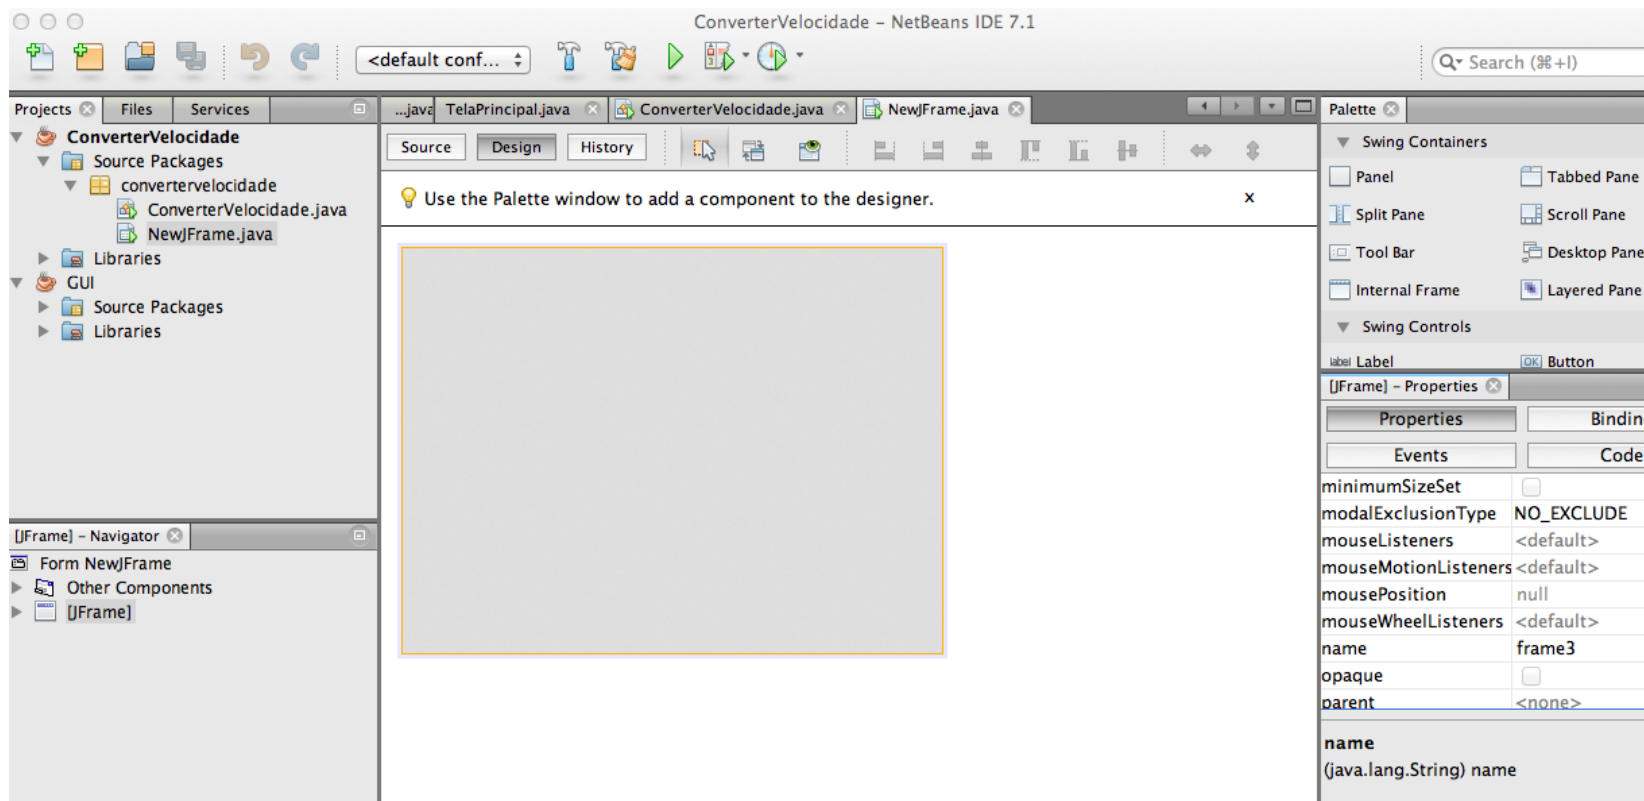 ConverterVelocidade – NetBeans IDE 7.1
<default conf...
Search (⌘+I)
Projects
Files
Services
ConverterVelocidade
Source Packages
convertervelocidade
ConverterVelocidade.java
NewJFrame.java
Libraries
GUI
Source Packages
Libraries
[JFrame] – Navigator
Form NewJFrame
Other Components
[JFrame]
...java
TelaPrincipal.java
ConverterVelocidade.java
NewJFrame.java
Source
Design
History
Use the Palette window to add a component to the designer.
x
Palette
Swing Containers
Panel
Tabbed Pane
Split Pane
Scroll Pane
Tool Bar
Desktop Pane
Internal Frame
Layered Pane
Swing Controls
label Label
OK Button
[JFrame] – Properties
Properties
Bindin
Events
Code
minimumSizeSet
modalExclusionType NO_EXCLUDE
mouseListeners <default>
mouseMotionListeners <default>
mousePosition null
mouseWheelListeners <default>
name frame3
opaque
parent <none>
name
(java.lang.String) name